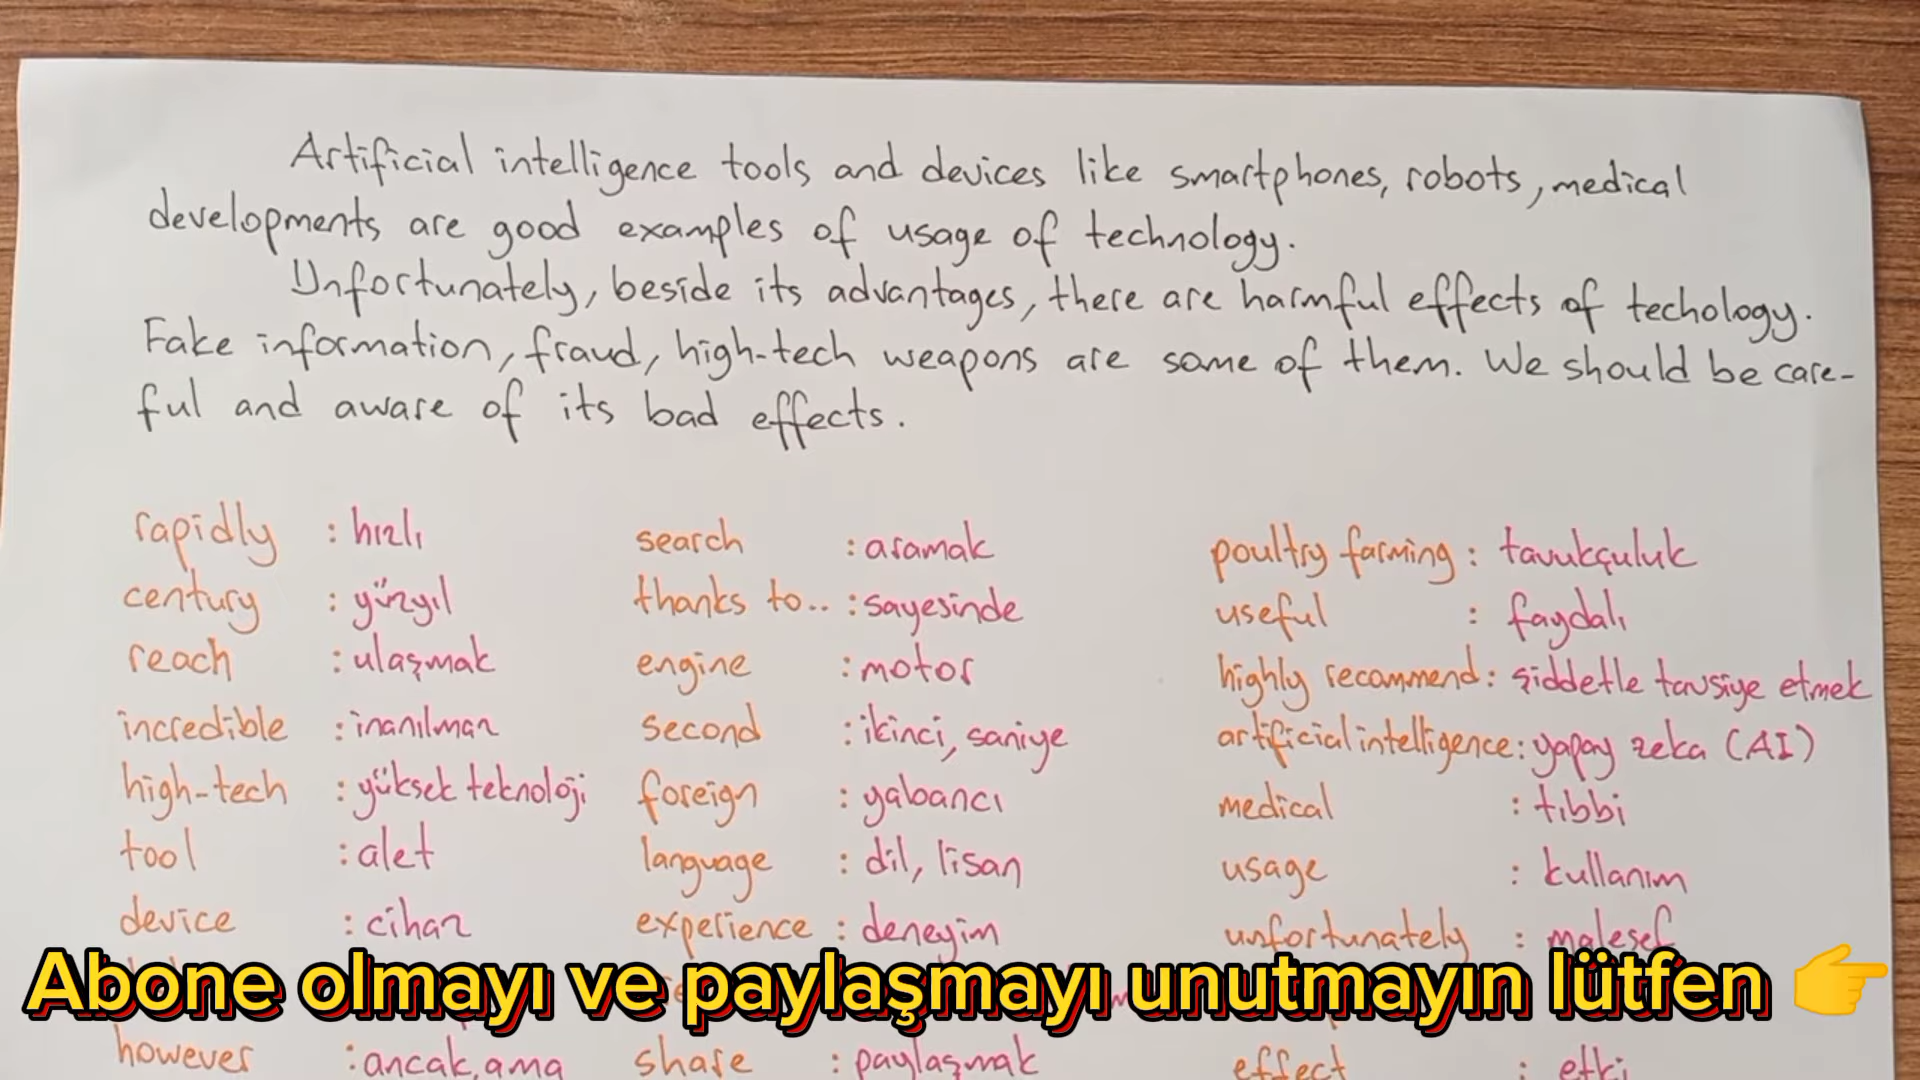 Artificial intelligence tools and devices like smartphones, robots, medical
developments are good examples of usage of technology.
Unfortunately, beside its advantages, there are harmful effects of techology.
Fake information, fraud, high-tech weapons are some of them. We should be care-
ful and aware of its bad effects.
rapidly : hızlı
century : yüzyıl
reach : ulaşmak
incredible : inanılmaz
high-tech : yüksek teknoloji
tool : alet
device : cihaz
however : ancak, ama
search : aramak
thanks to.. : sayesinde
engine : motor
second : ikinci, saniye
foreign : yabancı
language : dil, lisan
experience : deneyim
share : paylaşmak
poultry farming : tavukçuluk
useful : faydalı
highly recommend : şiddetle tavsiye etmek
artificial intelligence : yapay zeka (AI)
medical : tıbbi
usage : kullanım
unfortunately : malesef
effect : etki
Abone olmayı ve paylaşmayı unutmayın lütfen